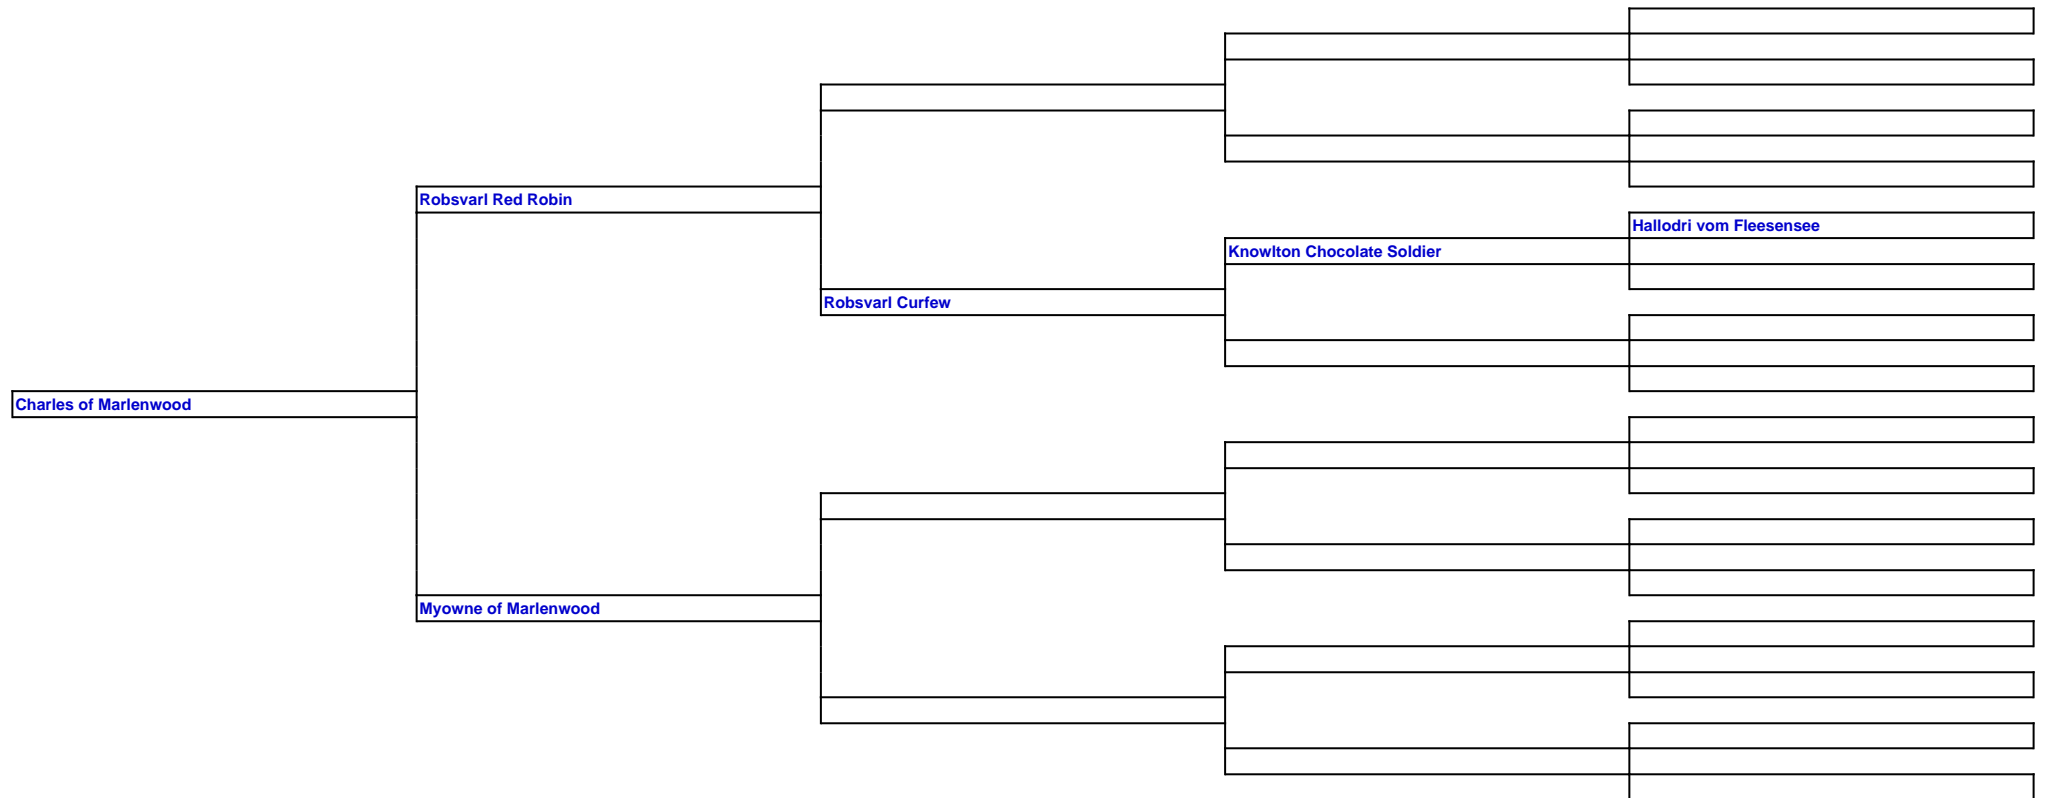 Robsvarl Red Robin
Hallodri vom Fleesensee
Knowlton Chocolate Soldier
Robsvarl Curfew
Charles of Marlenwood
Myowne of Marlenwood